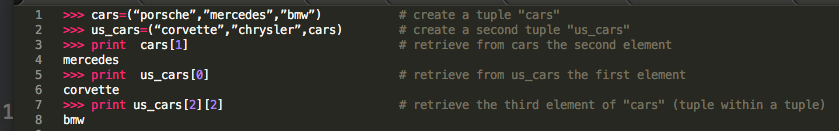 1 >>> cars=(“porsche”,”mercedes”,”bmw”) # create a tuple "cars"
2 >>> us_cars=(“corvette”,”chrysler”,cars) # create a second tuple "us_cars"
3 >>> print  cars[1] # retrieve from cars the second element
4 mercedes
5 >>> print  us_cars[0] # retrieve from us_cars the first element
6 corvette
7 >>> print us_cars[2][2] # retrieve the third element of "cars" (tuple within a tuple)
8 bmw
1